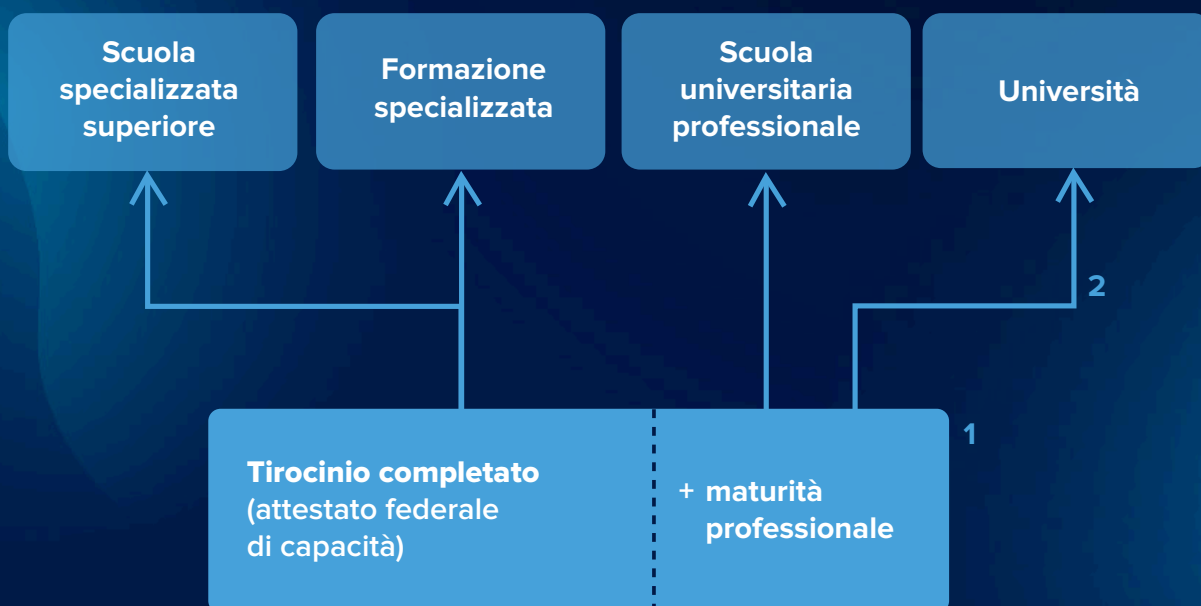 Scuola
specializzata
superiore
Formazione
specializzata
Scuola
universitaria
professionale
Università
2
1
Tirocinio completato
(attestato federale
di capacità)
+ maturità
professionale